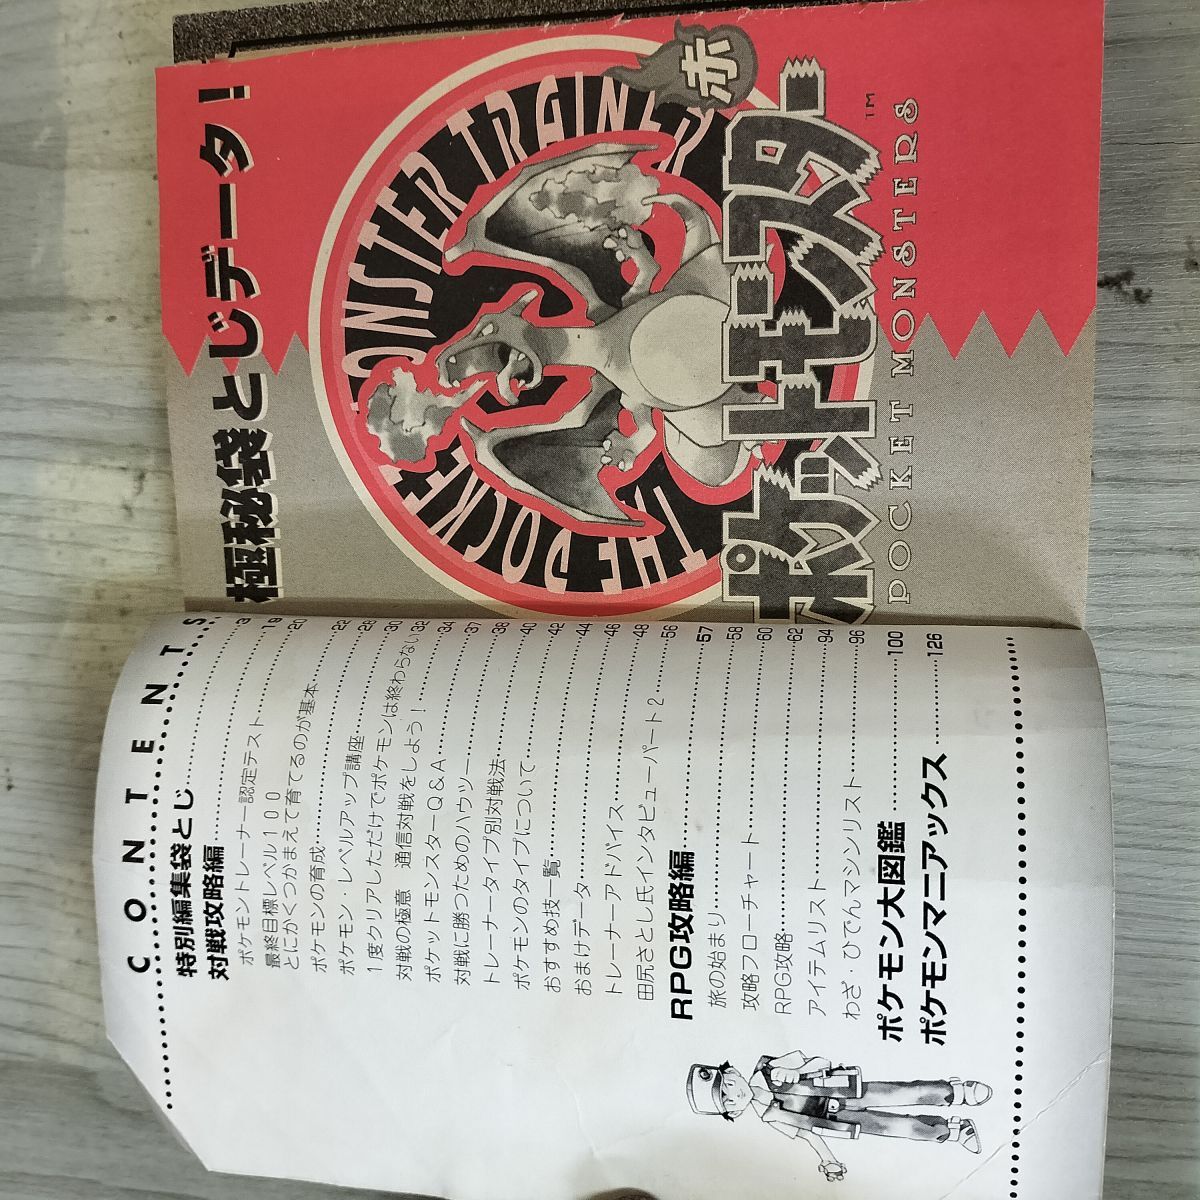 CONTENTS
特別編集袋とじ…………3
対戦攻略編…………19
ポケモントレーナー認定テスト…………20
最終目標レベル100
とにかくつかまえて育てるのが基本
ポケモンの育成…………22
ポケモン・レベルアップ講座…………28
1度クリアしただけでポケモンは終わらない…30
対戦の極意 通信対戦をしよう!…………32
ポケットモンスターQ&A…………34
対戦に勝つためのハウツー…………37
トレーナータイプ別対戦法…………38
ポケモンのタイプについて…………40
おすすめ技一覧…………42
おまけデータ…………44
トレーナーアドバイス…………46
田尻さとし氏インタビューパート2…………48
RPG攻略編…………57
旅の始まり…………58
攻略フローチャート…………60
RPG攻略…………62
アイテムリスト…………94
わざ・ひでんマシンリスト…………96
ポケモン大図鑑…………100
ポケモンマニアックス…………126
極秘袋とじデータ!
THE POCKET MONSTER TRAINER
赤
ポケットモンスター
TM
POCKET MONSTERS